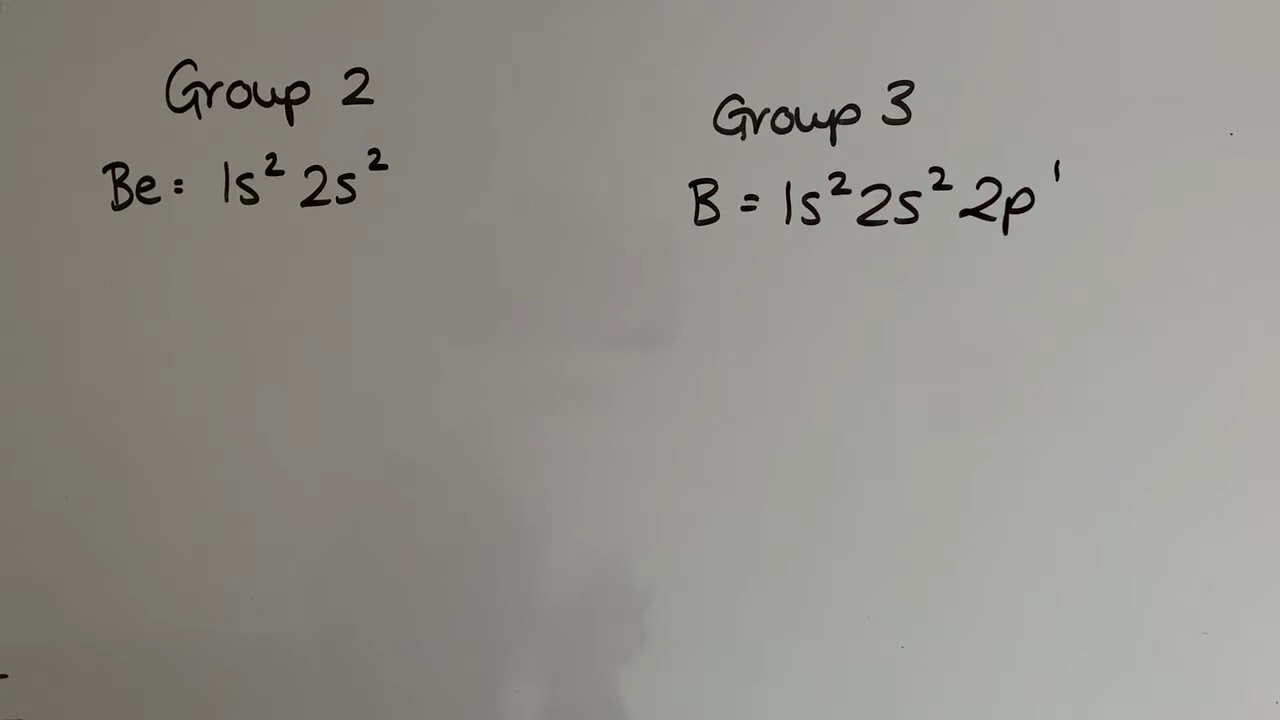 Group 2
Be = 1s² 2s²
Group 3
B = 1s² 2s² 2p¹